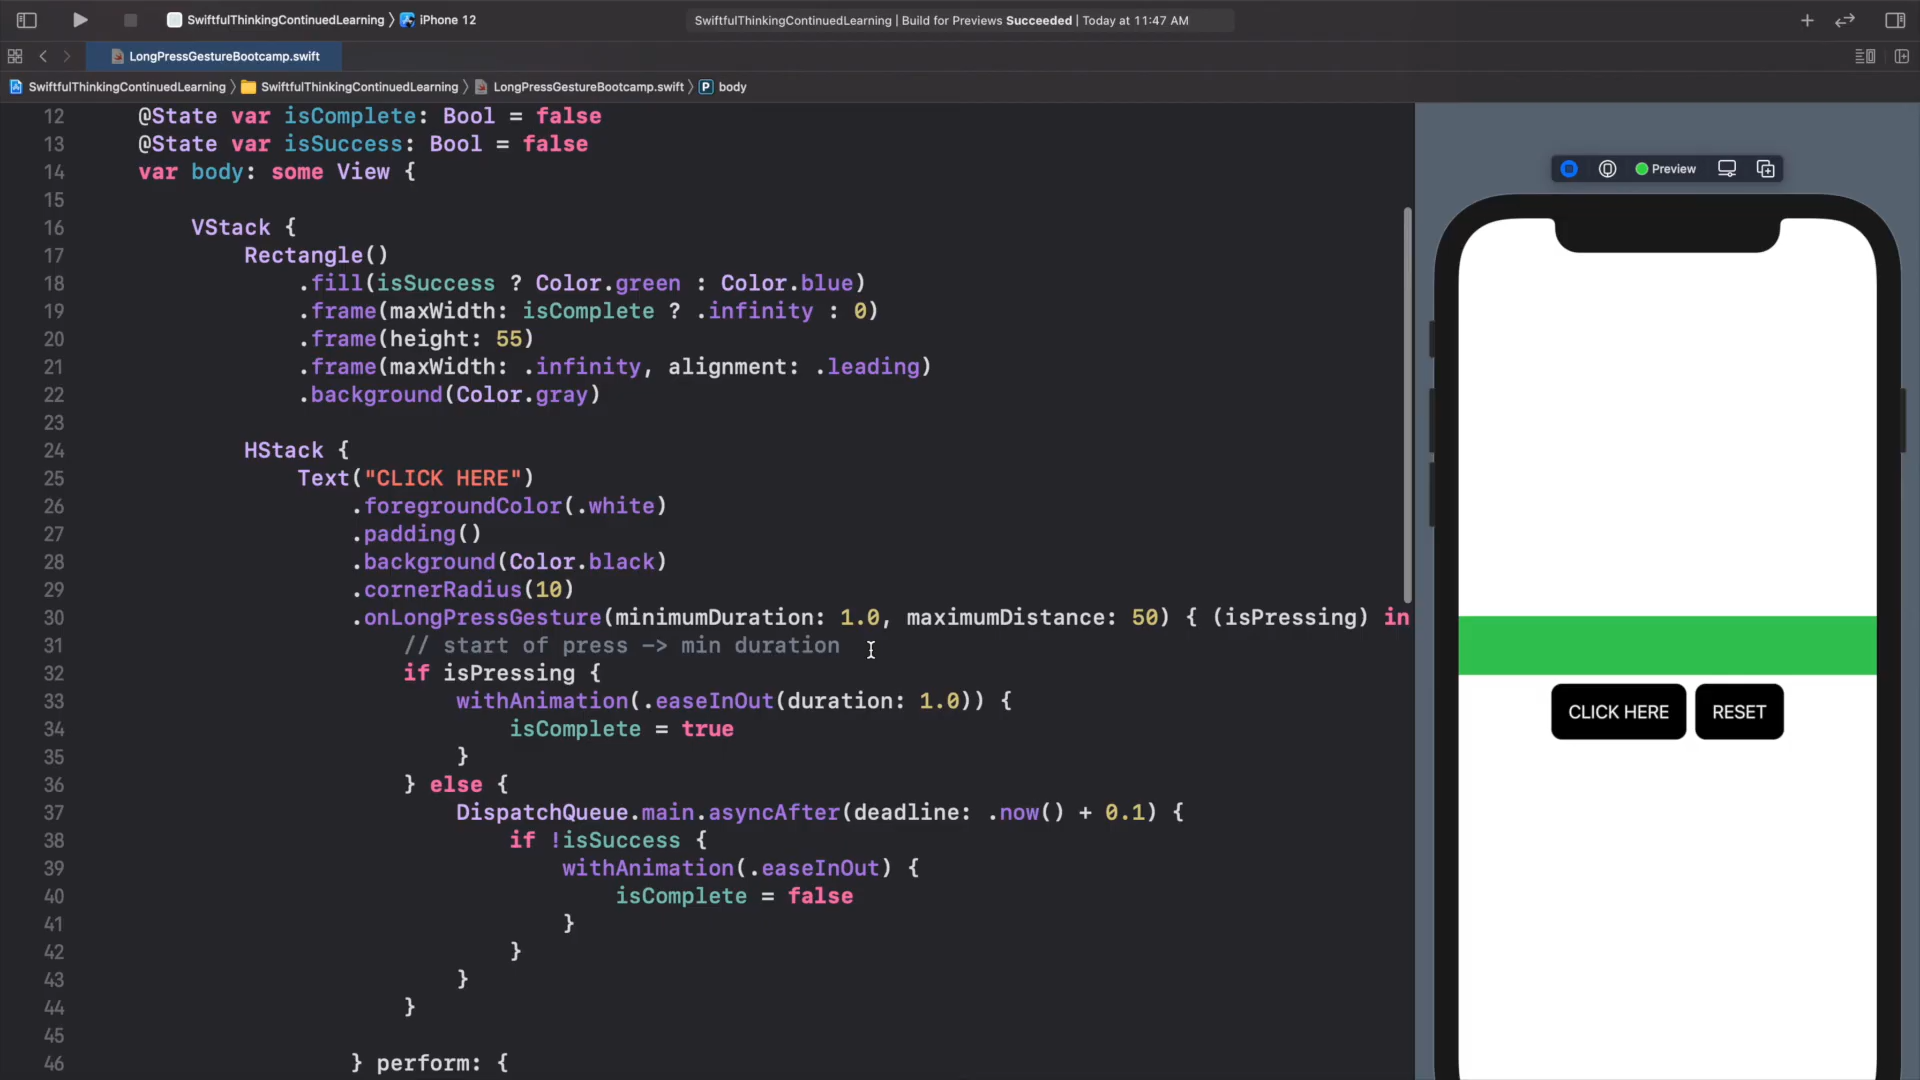 SwiftfulThinkingContinuedLearning 〉 iPhone 12
SwiftfulThinkingContinuedLearning | Build for Previews Succeeded | Today at 11:47 AM
LongPressGestureBootcamp.swift
SwiftfulThinkingContinuedLearning 〉 SwiftfulThinkingContinuedLearning 〉 LongPressGestureBootcamp.swift 〉 P body
12 @State var isComplete: Bool = false
13 @State var isSuccess: Bool = false
14 var body: some View {
15
16 VStack {
17 Rectangle()
18 .fill(isSuccess ? Color.green : Color.blue)
19 .frame(maxWidth: isComplete ? .infinity : 0)
20 .frame(height: 55)
21 .frame(maxWidth: .infinity, alignment: .leading)
22 .background(Color.gray)
23
24 HStack {
25 Text("CLICK HERE")
26 .foregroundColor(.white)
27 .padding()
28 .background(Color.black)
29 .cornerRadius(10)
30 .onLongPressGesture(minimumDuration: 1.0, maximumDistance: 50) { (isPressing) in
31 // start of press -> min duration
32 if isPressing {
33 withAnimation(.easeInOut(duration: 1.0)) {
34 isComplete = true
35 }
36 } else {
37 DispatchQueue.main.asyncAfter(deadline: .now() + 0.1) {
38 if !isSuccess {
39 withAnimation(.easeInOut) {
40 isComplete = false
41 }
42 }
43 }
44 }
45
46 } perform: {
Preview
CLICK HERE
RESET